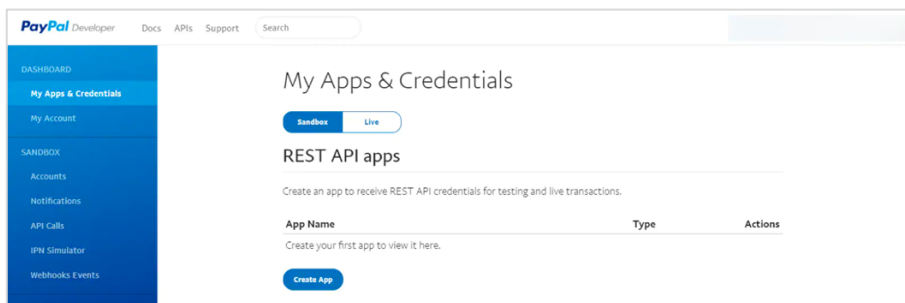 PayPal Developer Docs APIs Support Search
DASHBOARD
My Apps & Credentials
My Account
SANDBOX
Accounts
Notifications
API Calls
IPN Simulator
Webhooks Events
My Apps & Credentials
Sandbox Live
REST API apps
Create an app to receive REST API credentials for testing and live transactions.
App Name Type Actions
Create your first app to view it here.
Create App